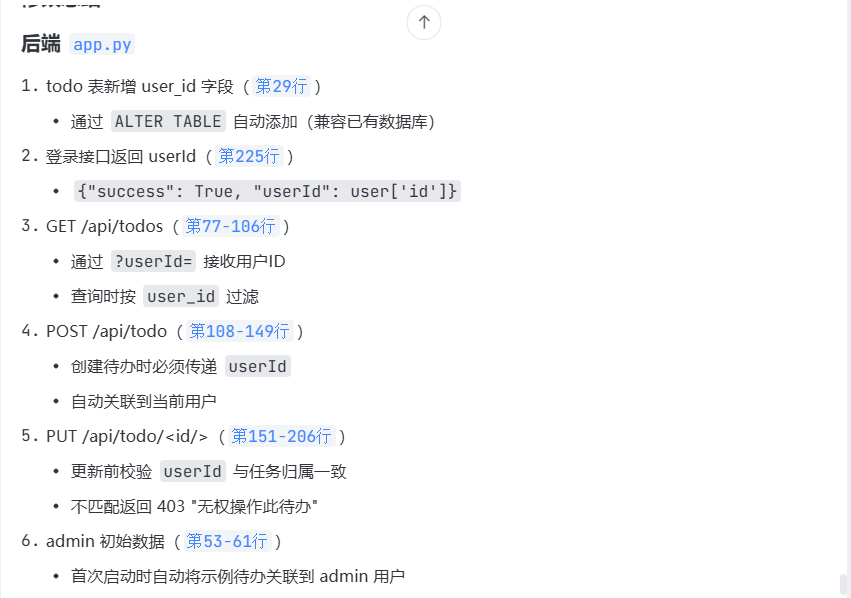 后端 app.py
1. todo 表新增 user_id 字段（第29行）
• 通过 ALTER TABLE 自动添加（兼容已有数据库）
2. 登录接口返回 userId（第225行）
• {"success": True, "userId": user['id']}
3. GET /api/todos（第77-106行）
• 通过 ?userId= 接收用户ID
• 查询时按 user_id 过滤
4. POST /api/todo（第108-149行）
• 创建待办时必须传递 userId
• 自动关联到当前用户
5. PUT /api/todo/<id/>（第151-206行）
• 更新前校验 userId 与任务归属一致
• 不匹配返回 403 "无权操作此待办"
6. admin 初始数据（第53-61行）
• 首次启动时自动将示例待办关联到 admin 用户